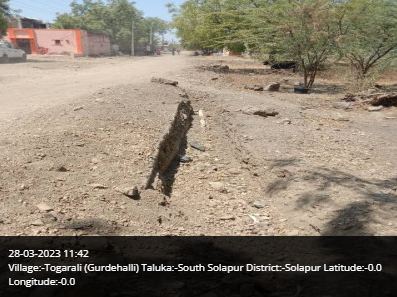 28-03-2023 11:42
Village:-Togarali (Gurdehalli) Taluka:-South Solapur District:-Solapur Latitude:-0.0
Longitude:-0.0